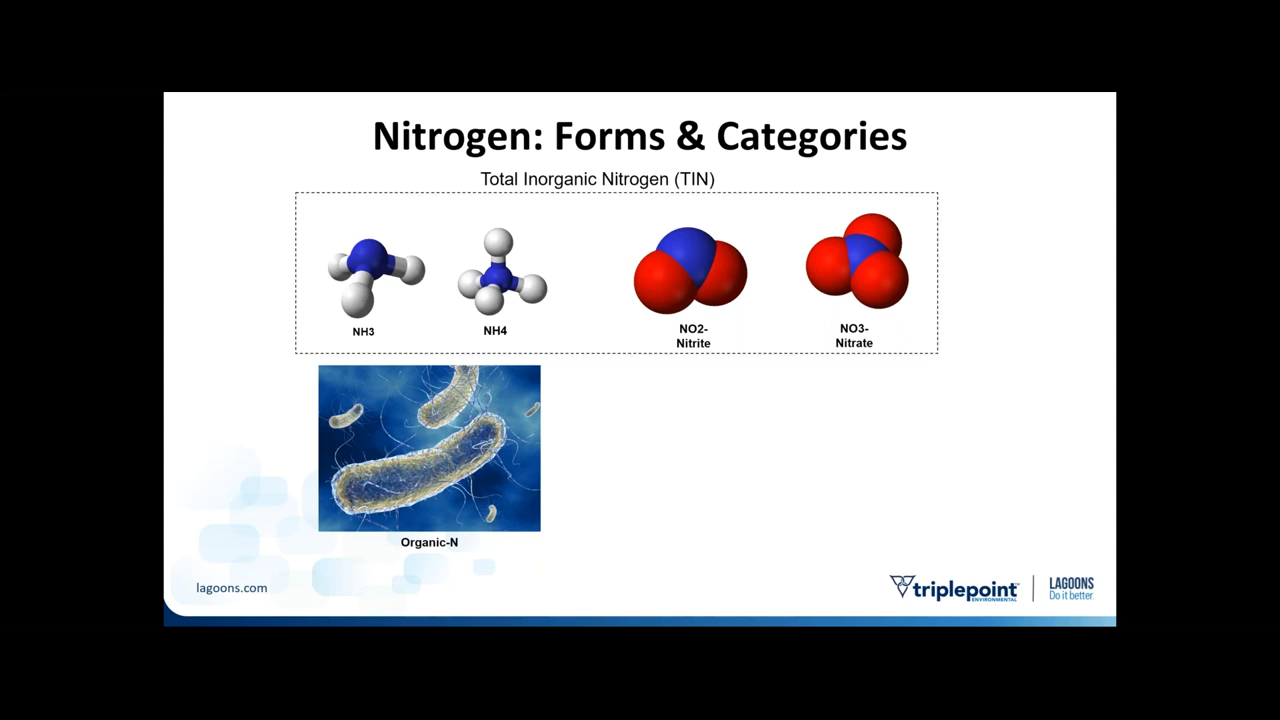 Nitrogen: Forms & Categories
Total Inorganic Nitrogen (TIN)
NH3
NH4
NO2-
Nitrite
NO3-
Nitrate
Organic-N
lagoons.com
triplepoint™
ENVIRONMENTAL
LAGOONS
Do it better.